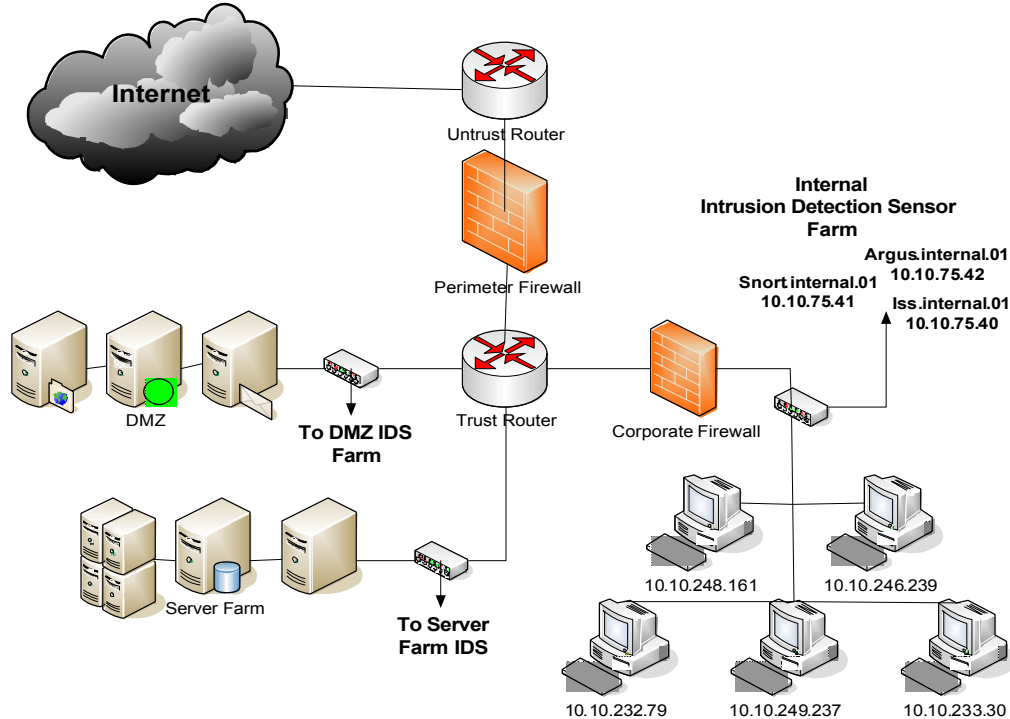 Internet
Untrust Router
Internal
Intrusion Detection Sensor
Farm
Perimeter Firewall
Argus.internal.01
10.10.75.42
Snort.internal.01
10.10.75.41
Iss.internal.01
10.10.75.40
DMZ
To DMZ IDS
Farm
Trust Router
Corporate Firewall
Server Farm
To Server
Farm IDS
10.10.248.161
10.10.246.239
10.10.232.79
10.10.249.237
10.10.233.30